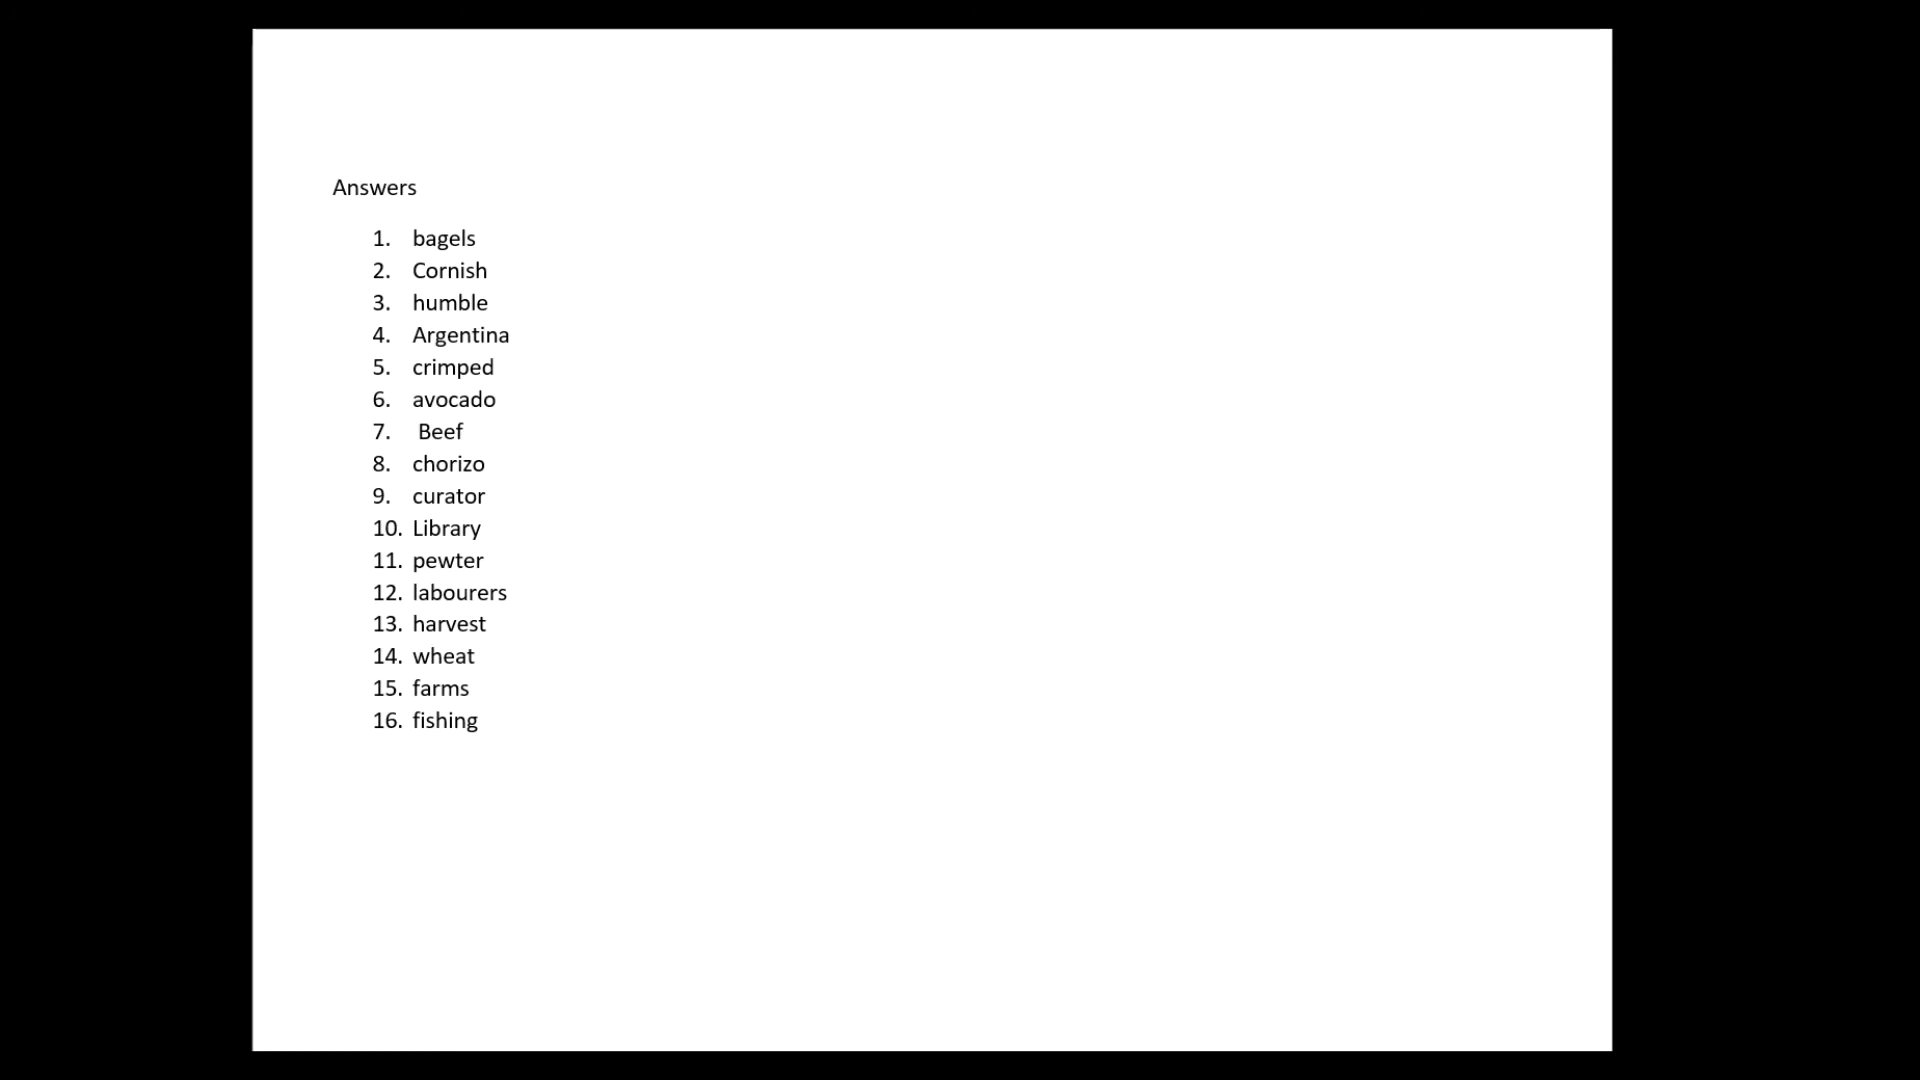 Answers
1. bagels
2. Cornish
3. humble
4. Argentina
5. crimped
6. avocado
7. Beef
8. chorizo
9. curator
10. Library
11. pewter
12. labourers
13. harvest
14. wheat
15. farms
16. fishing